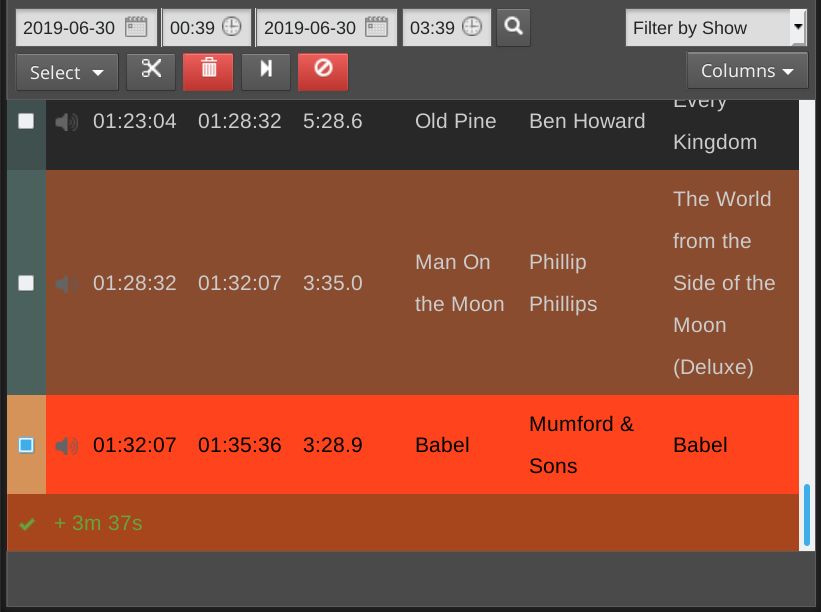 2019-06-30 00:39 2019-06-30 03:39 Filter by Show
Select Columns
01:23:04 01:28:32 5:28.6 Old Pine Ben Howard Every
Kingdom
01:28:32 01:32:07 3:35.0 Man On
the Moon Phillip
Phillips The World
from the
Side of the
Moon
(Deluxe)
01:32:07 01:35:36 3:28.9 Babel Mumford &
Sons Babel
+ 3m 37s